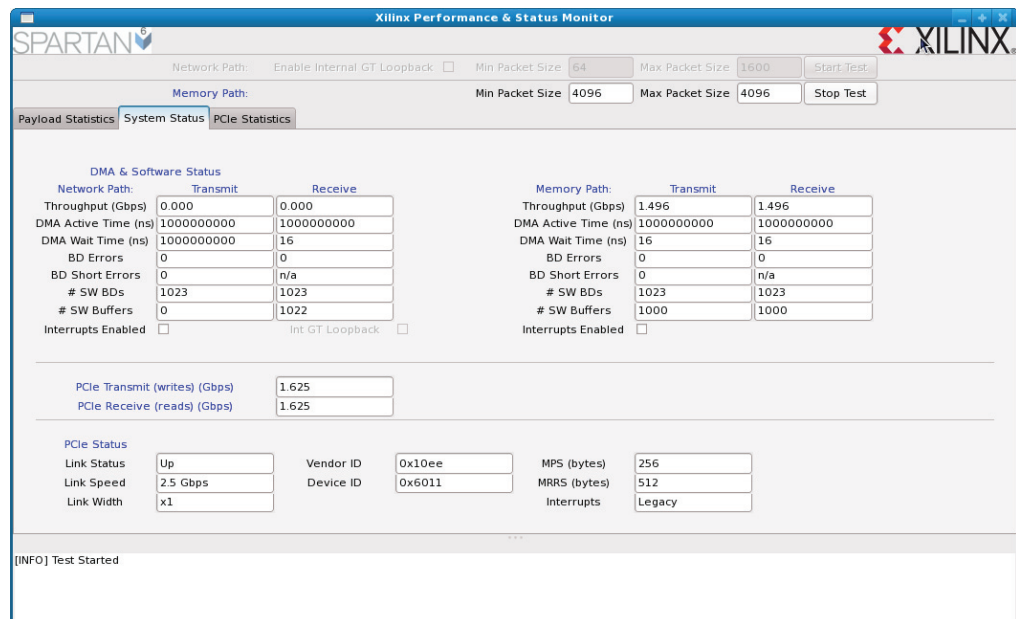 Xilinx Performance & Status Monitor
SPARTAN 6 XILINX®
Network Path: Enable Internal GT Loopback Min Packet Size 64 Max Packet Size 1600 Start Test
Memory Path: Min Packet Size 4096 Max Packet Size 4096 Stop Test
Payload Statistics System Status PCIe Statistics
DMA & Software Status
Network Path: Transmit Receive Memory Path: Transmit Receive
Throughput (Gbps) 0.000 0.000 Throughput (Gbps) 1.496 1.496
DMA Active Time (ns) 1000000000 1000000000 DMA Active Time (ns) 1000000000 1000000000
DMA Wait Time (ns) 1000000000 16 DMA Wait Time (ns) 16 16
BD Errors 0 0 BD Errors 0 0
BD Short Errors 0 n/a BD Short Errors 0 n/a
# SW BDs 1023 1023 # SW BDs 1023 1023
# SW Buffers 0 1022 # SW Buffers 1000 1000
Interrupts Enabled Int GT Loopback Interrupts Enabled
PCIe Transmit (writes) (Gbps) 1.625
PCIe Receive (reads) (Gbps) 1.625
PCIe Status
Link Status Up Vendor ID 0x10ee MPS (bytes) 256
Link Speed 2.5 Gbps Device ID 0x6011 MRRS (bytes) 512
Link Width x1 Interrupts Legacy
[INFO] Test Started